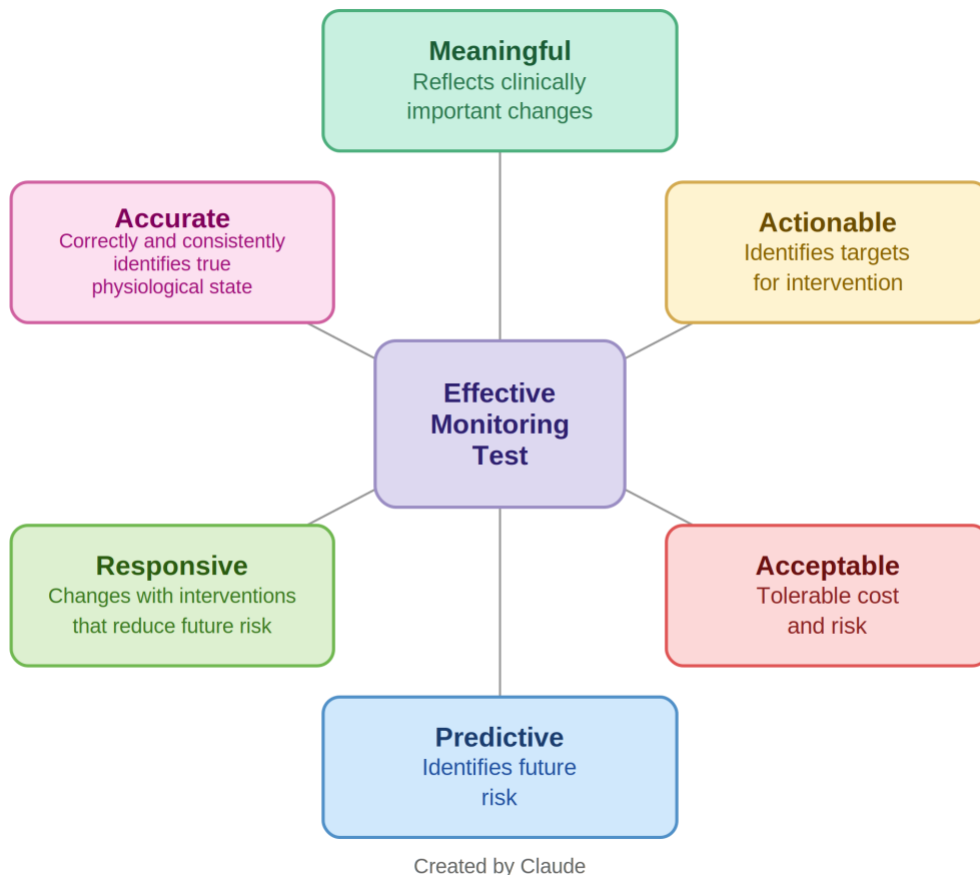 Meaningful
Reflects clinically
important changes
Accurate
Correctly and consistently
identifies true
physiological state
Actionable
Identifies targets
for intervention
Effective
Monitoring
Test
Responsive
Changes with interventions
that reduce future risk
Acceptable
Tolerable cost
and risk
Predictive
Identifies future
risk
Created by Claude